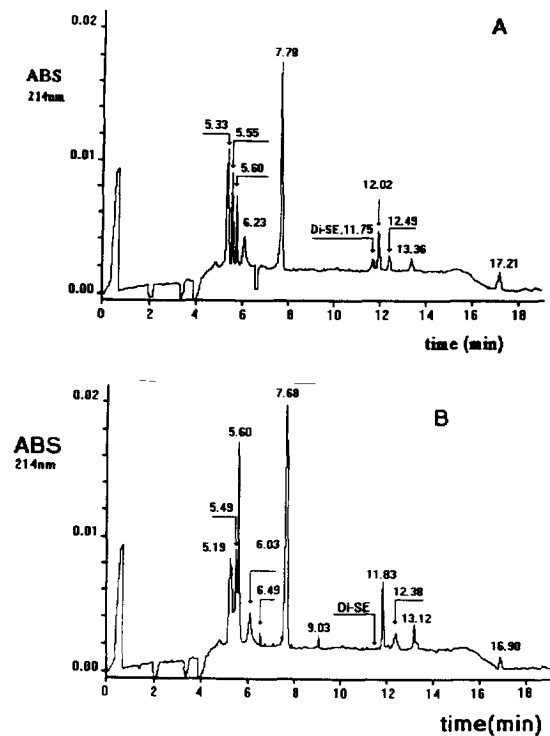 0.02
A
7.78
ABS
214nm
5.33
5.55
0.01
5.60
12.02
6.23
Di-SE, 11.75
12.49
13.36
17.21
0.00
0 2 4 6 8 10 12 14 16 18
time (min)
7.68
0.02
B
5.60
ABS
214nm
5.49
0.01
5.19
6.03
6.49
11.83
DI-SE
12.38
9.03
13.12
16.90
0.00
0 2 4 6 8 10 12 14 16 18
time(min)